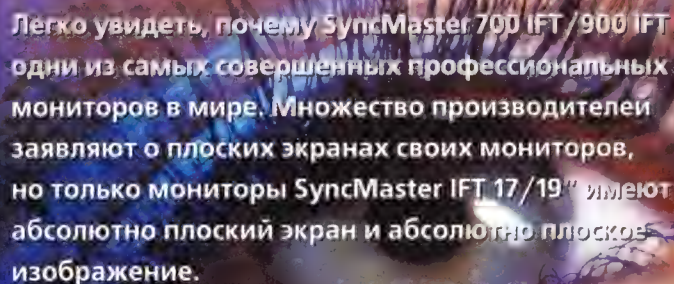 Легко увидеть, почему SyncMaster 700 IFT/900 IFT
одни из самых совершенных профессиональных
мониторов в мире. Множество производителей
заявляют о плоских экранах своих мониторов,
но только мониторы SyncMaster IFT 17/19" имеют
абсолютно плоский экран и абсолютно плоское
изображение.